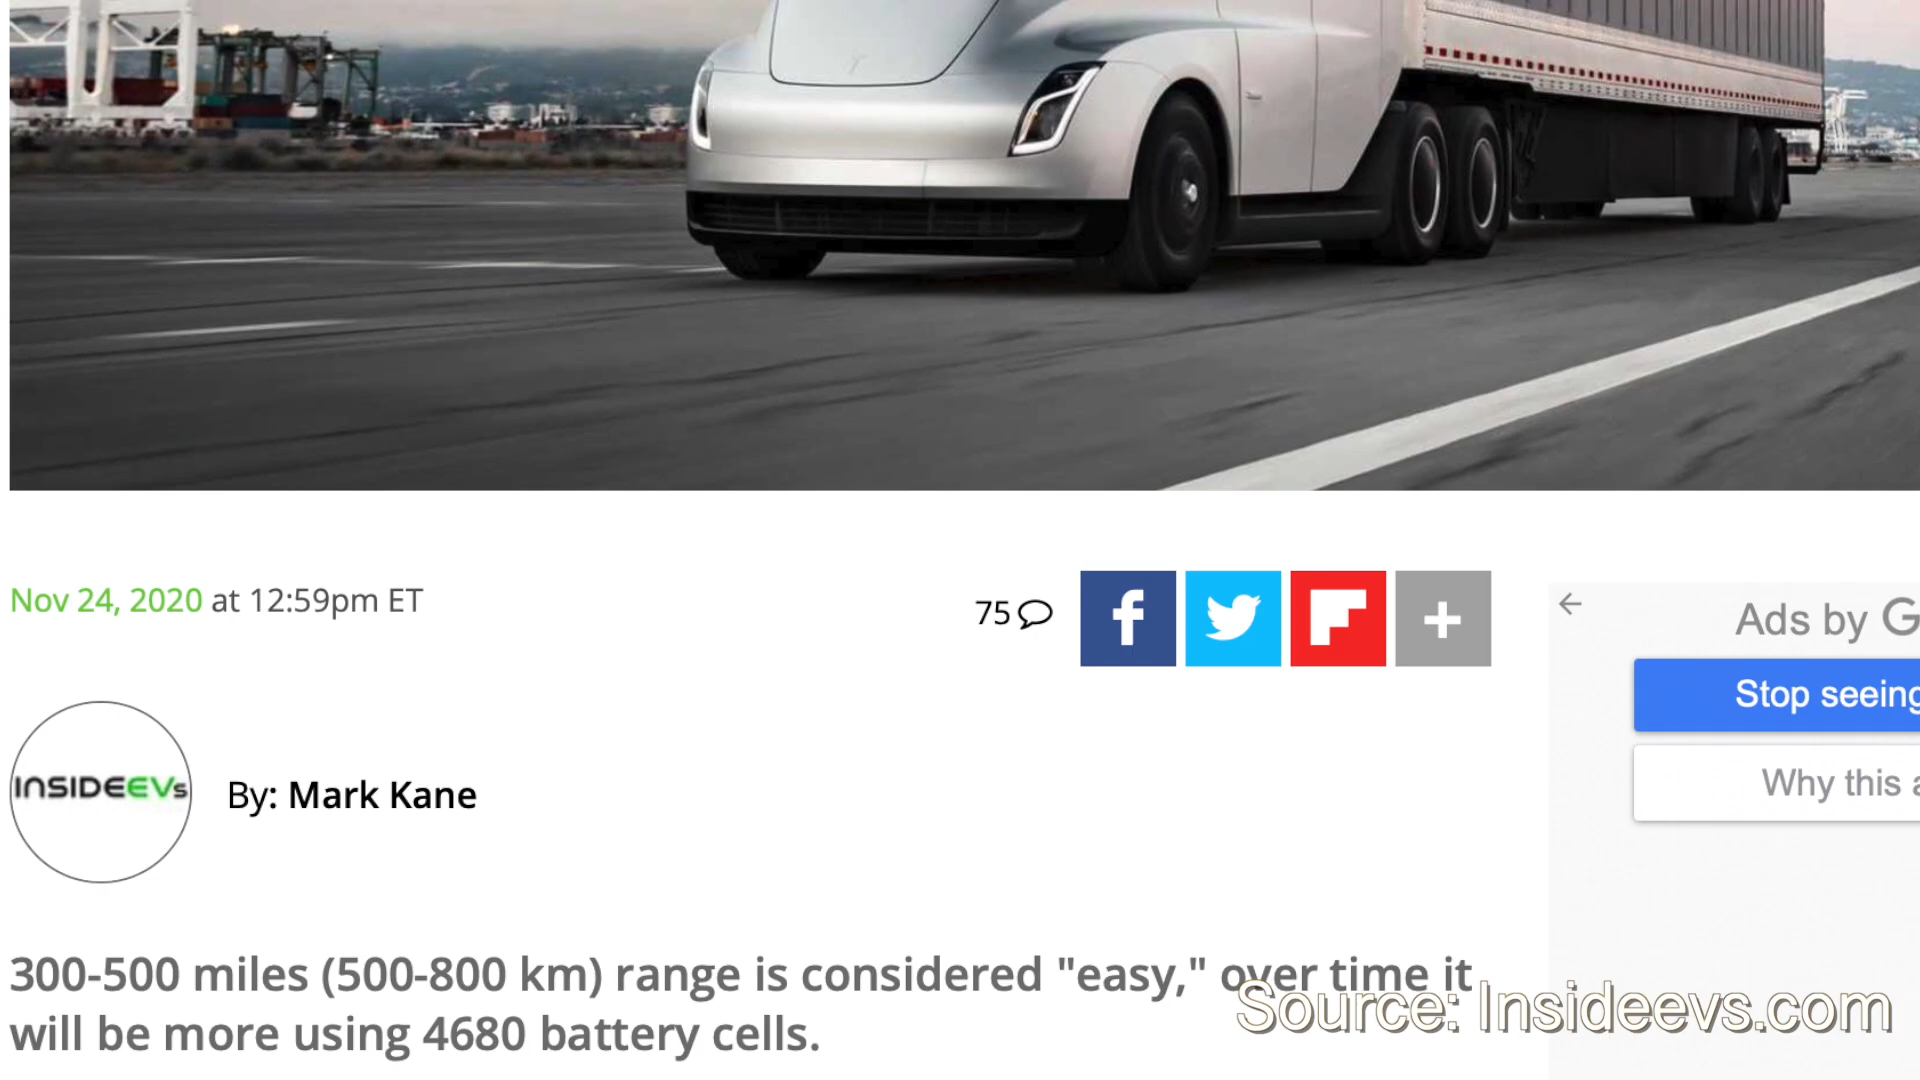 Nov 24, 2020 at 12:59pm ET
75
Ads by G
Stop seeing
Why this a
INSIDEEVs
By: Mark Kane
300-500 miles (500-800 km) range is considered "easy," over time it
will be more using 4680 battery cells.
Source: Insideevs.com